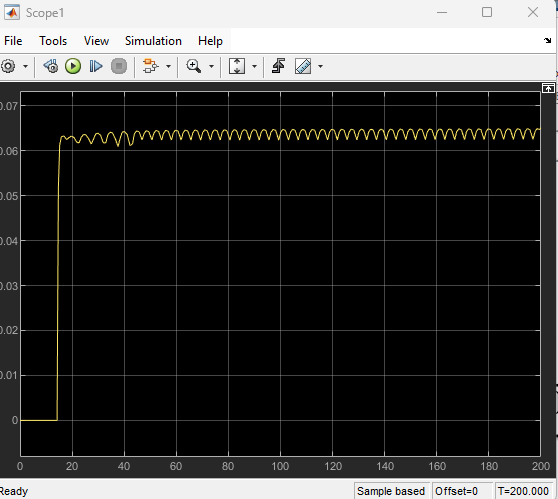 Scope1
File Tools View Simulation Help
0.07
0.06
0.05
0.04
0.03
0.02
0.01
0
0 20 40 60 80 100 120 140 160 180 200
Ready Sample based Offset=0 T=200.000